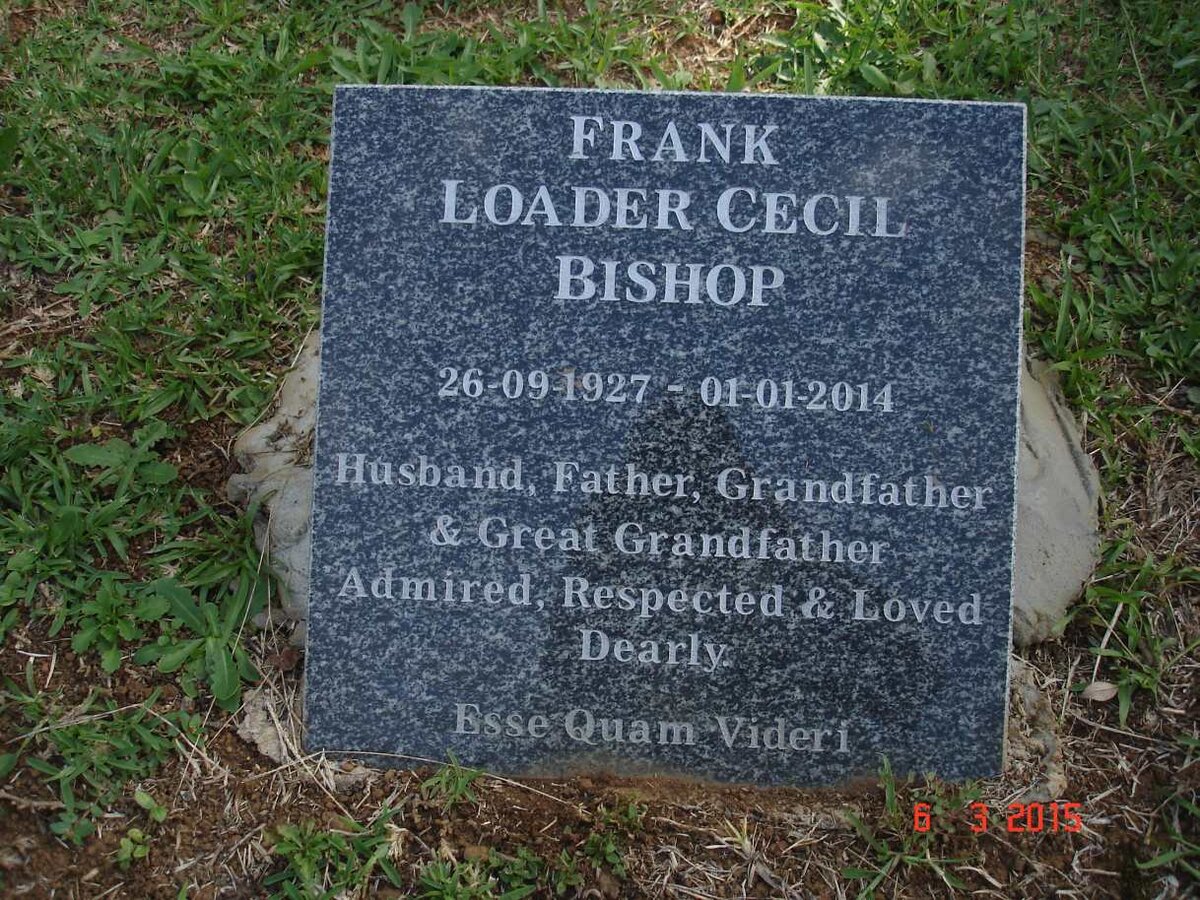 FRANK
LOADER CECIL
BISHOP
26-09-1927 - 01-01-2014
Husband, Father, Grandfather
& Great Grandfather
Admired, Respected & Loved
Dearly.
Esse Quam Videri
6 3 2015